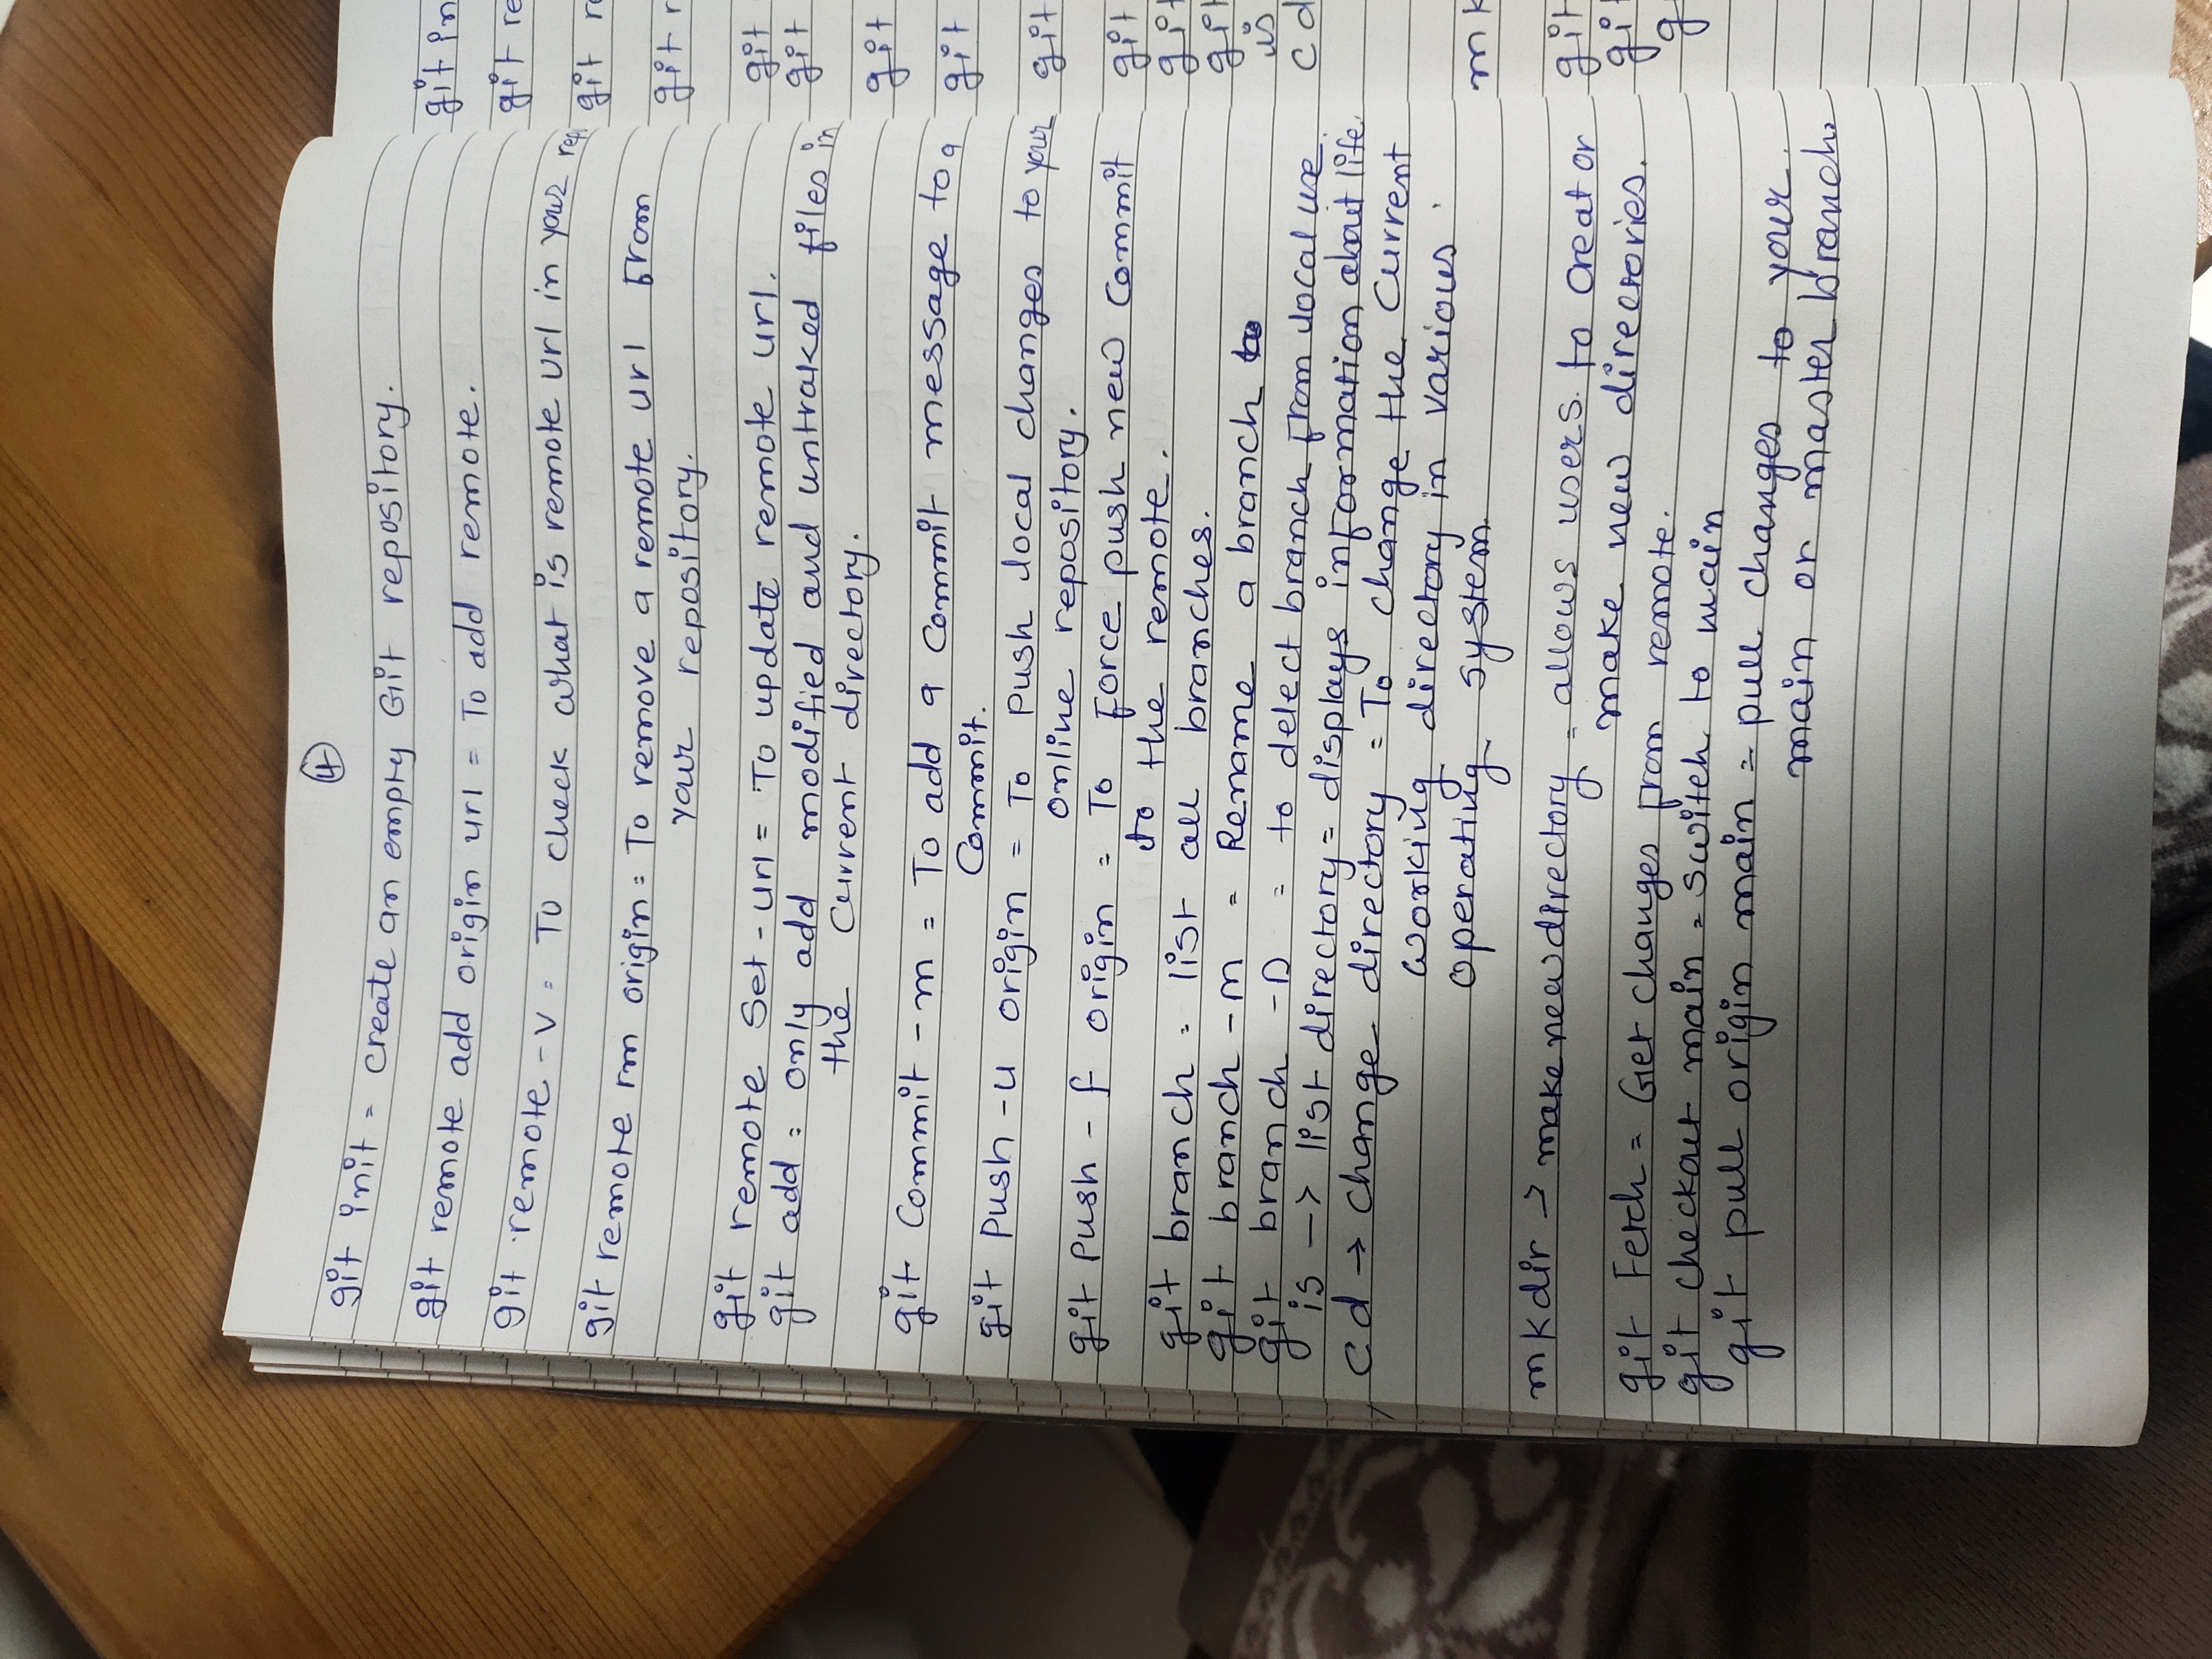 4
git init = create an empty Git repository.
git remote add origin url = To add remote.
git remote -v = To check what is remote url in your rep
git remote rm origin = To remove a remote url From
your repository.
git remote Set-url = To update remote url.
git add = only add modified and untraked files in
the current directory.
git commit -m = To add a commit message to a
Commit.
git push -u origin = To push local changes to your
online repository.
git push -f origin = To Force push new commit
to the remote.
git branch = list all branches.
git branch -m = Rename a branch to
git branch -D = to delect branch from local use.
is -> list directory = displays information about life.
cd -> change directory = To change the current
working directory in various
operating system.
mkdir -> make new directory = allows users to creat or
make new directories.
git Fetch = Get changes from remote.
git checkout main = switch to main
git pull origin main = pull changes to your
main or master branch.
git in
git re
git re
git r
git
git
git
git
git
git
git
git
is
cd
mk
git
git
g